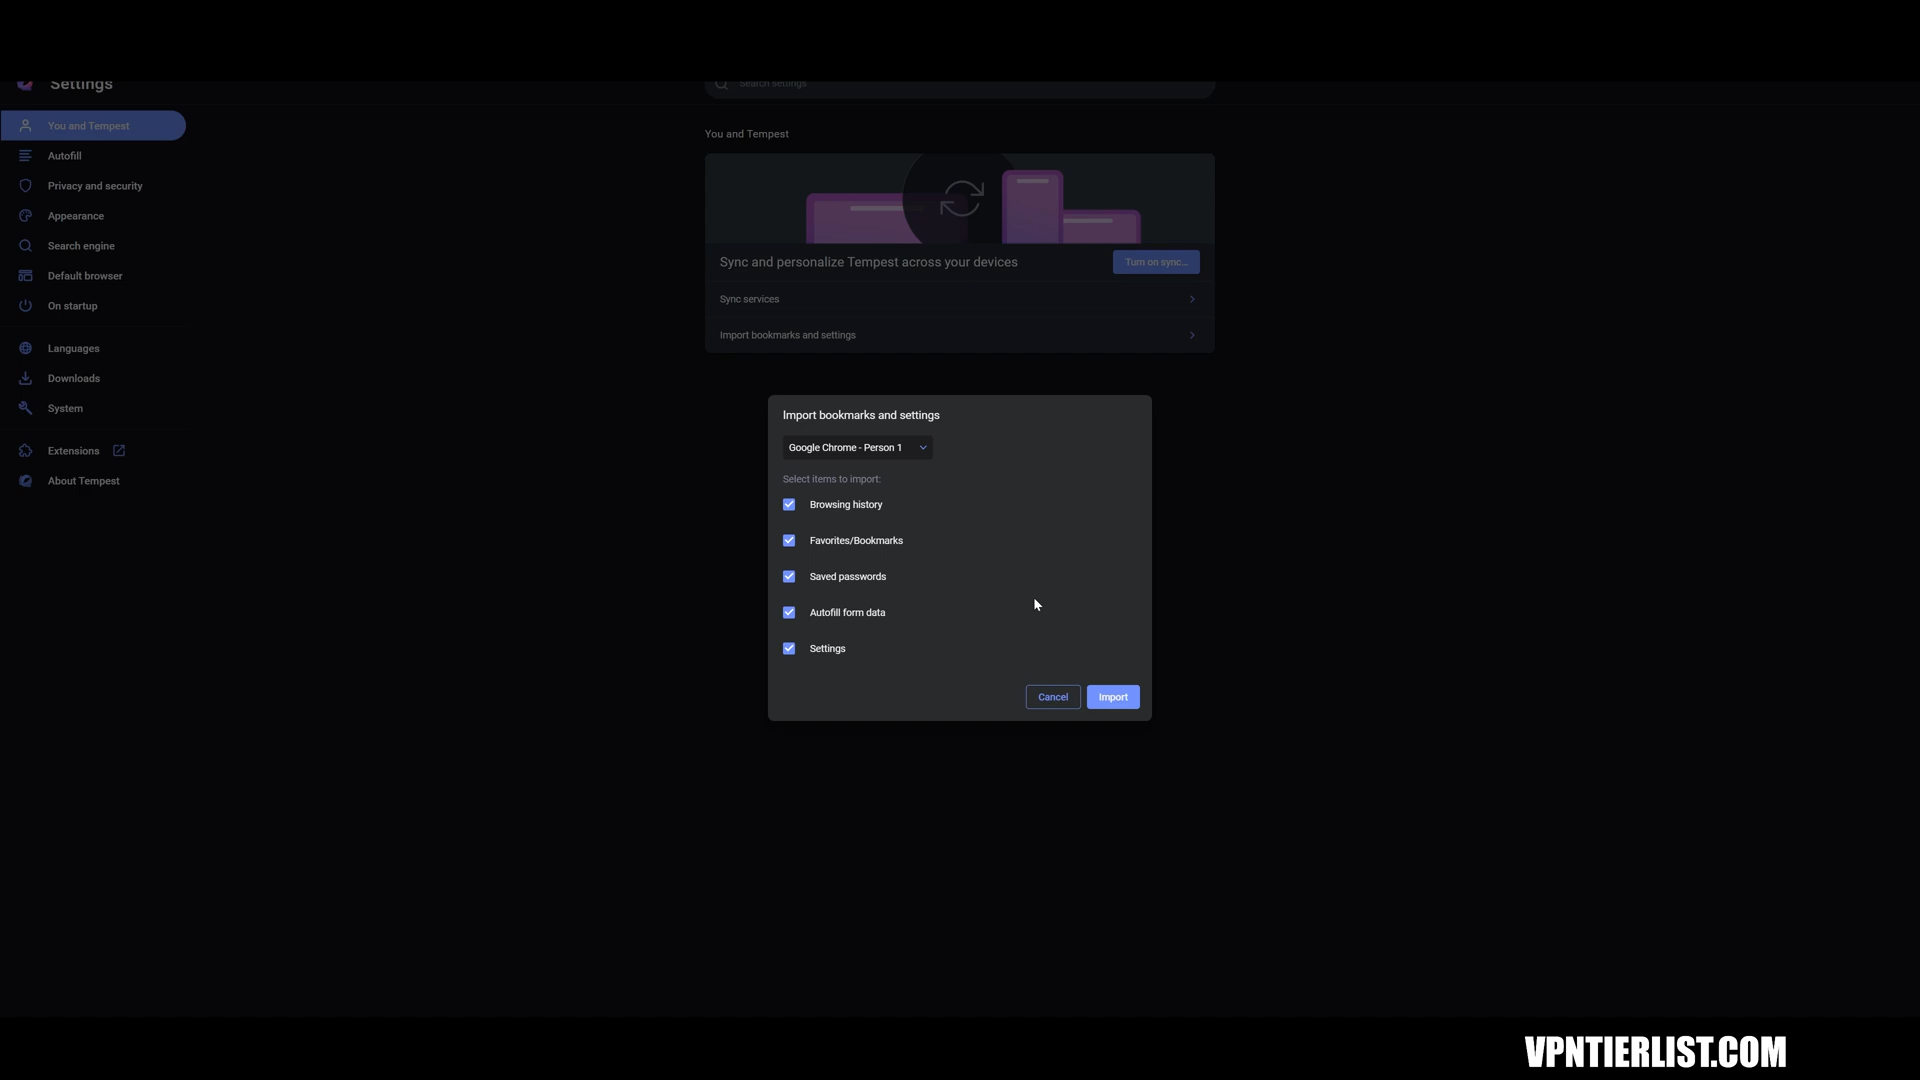 Settings
Search settings
You and Tempest
Autofill
Privacy and security
Appearance
Search engine
Default browser
On startup
Languages
Downloads
System
Extensions
About Tempest
You and Tempest
Sync and personalize Tempest across your devices
Turn on sync...
Sync services
Import bookmarks and settings
Import bookmarks and settings
Google Chrome - Person 1
Select items to import:
Browsing history
Favorites/Bookmarks
Saved passwords
Autofill form data
Settings
Cancel
Import
VPNTIERLIST.COM